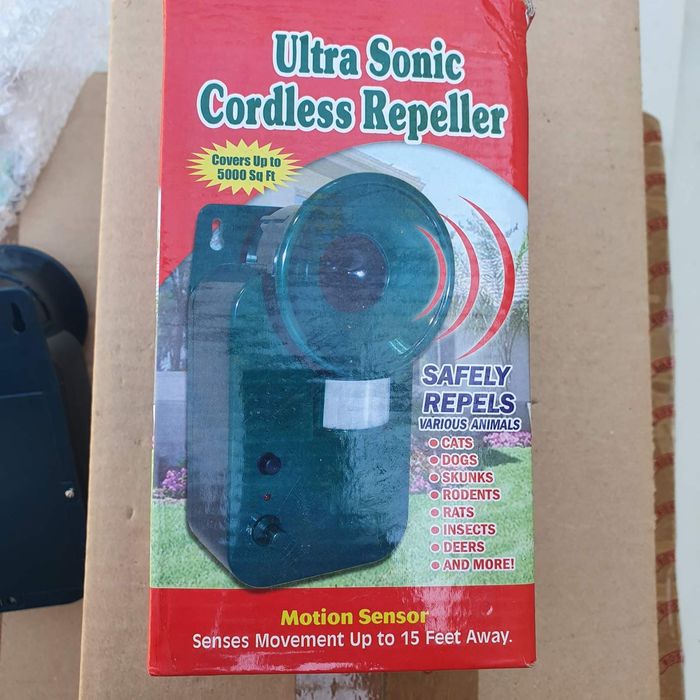 Ultra Sonic
Cordless Repeller
Covers Up to
5000 Sq Ft
SAFELY
REPELS
VARIOUS ANIMALS
CATS
DOGS
SKUNKS
RODENTS
RATS
INSECTS
DEERS
AND MORE!
Motion Sensor
Senses Movement Up to 15 Feet Away.